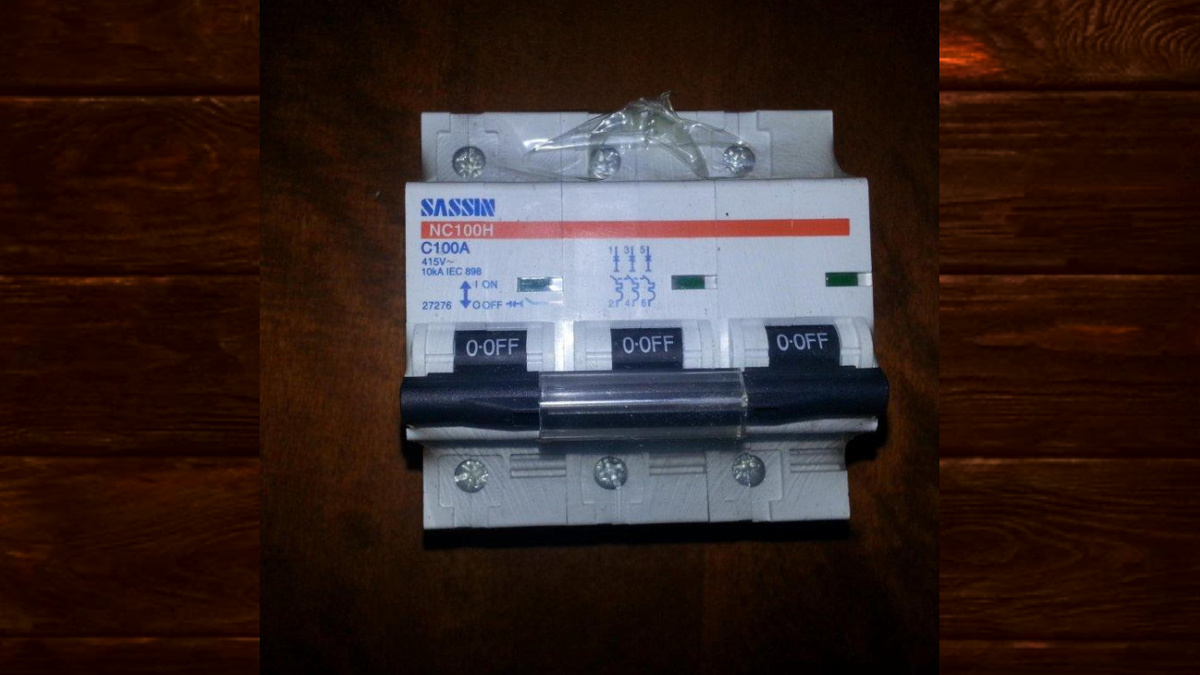 SASSIN
NC100H
C100A
415V~
10kA IEC 898
I ON
27276 O OFF
1 3 5
2 4 6
0·OFF 0·OFF 0·OFF